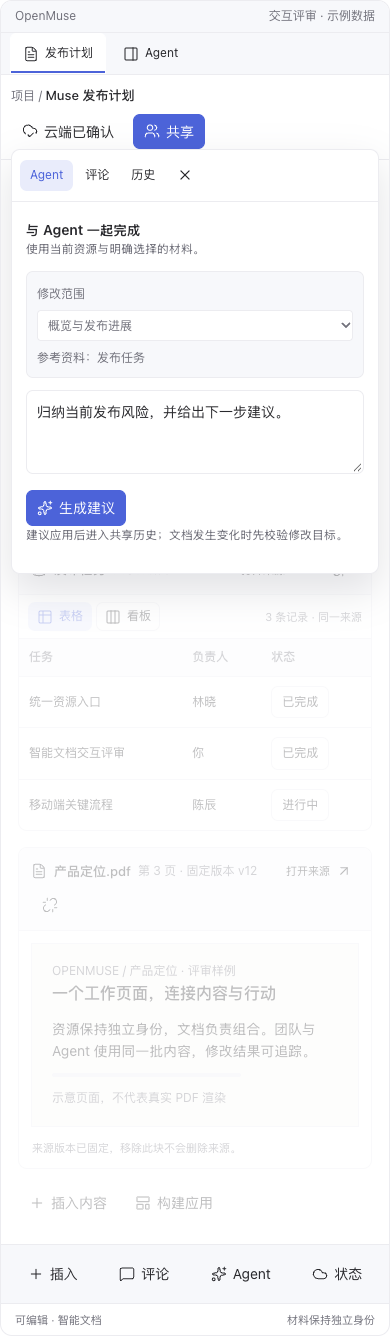 OpenMuse
交互评审 · 示例数据
发布计划
Agent
项目 / Muse 发布计划
云端已确认
共享
Agent
评论
历史
与 Agent 一起完成
使用当前资源与明确选择的材料。
修改范围
概览与发布进展
参考资料：发布任务
归纳当前发布风险，并给出下一步建议。
生成建议
建议应用后进入共享历史；文档发生变化时先校验修改目标。
表格
看板
3 条记录 · 同一来源
任务 负责人 状态
统一资源入口 林晓 已完成
智能文档交互评审 你 已完成
移动端关键流程 陈辰 进行中
产品定位.pdf 第 3 页 · 固定版本 v12
打开来源
OPENMUSE / 产品定位 · 评审样例
一个工作页面，连接内容与行动
资源保持独立身份，文档负责组合。团队与
Agent 使用同一批内容，修改结果可追踪。
示意页面，不代表真实 PDF 渲染
来源版本已固定，移除此块不会删除来源。
插入内容
构建应用
插入
评论
Agent
状态
可编辑 · 智能文档
材料保持独立身份